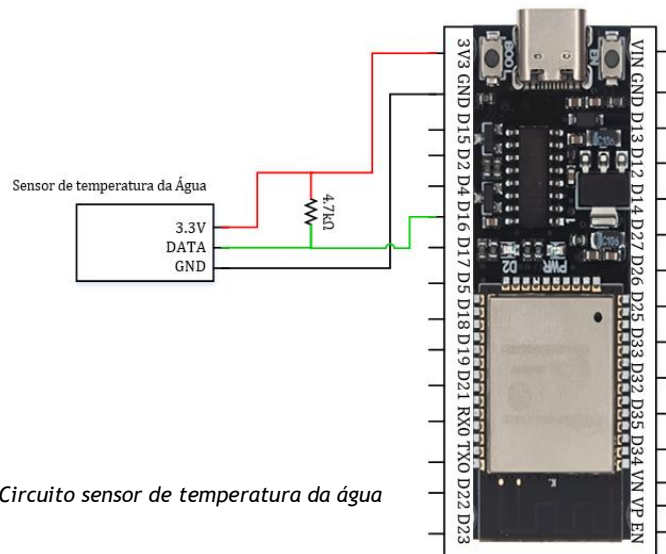 3V3 GND D15 D2 D4 D16 D17 D5 D18 D19 D21 RX0 TX0 D22 D23
BOO
EN
VIN GND D13 D12 D14 D27 D26 D25 D33 D32 D35 D34 VN VP EN
Sensor de temperatura da Água
3.3V
DATA
GND
4.7kΩ
D2
PWR
Circuito sensor de temperatura da água